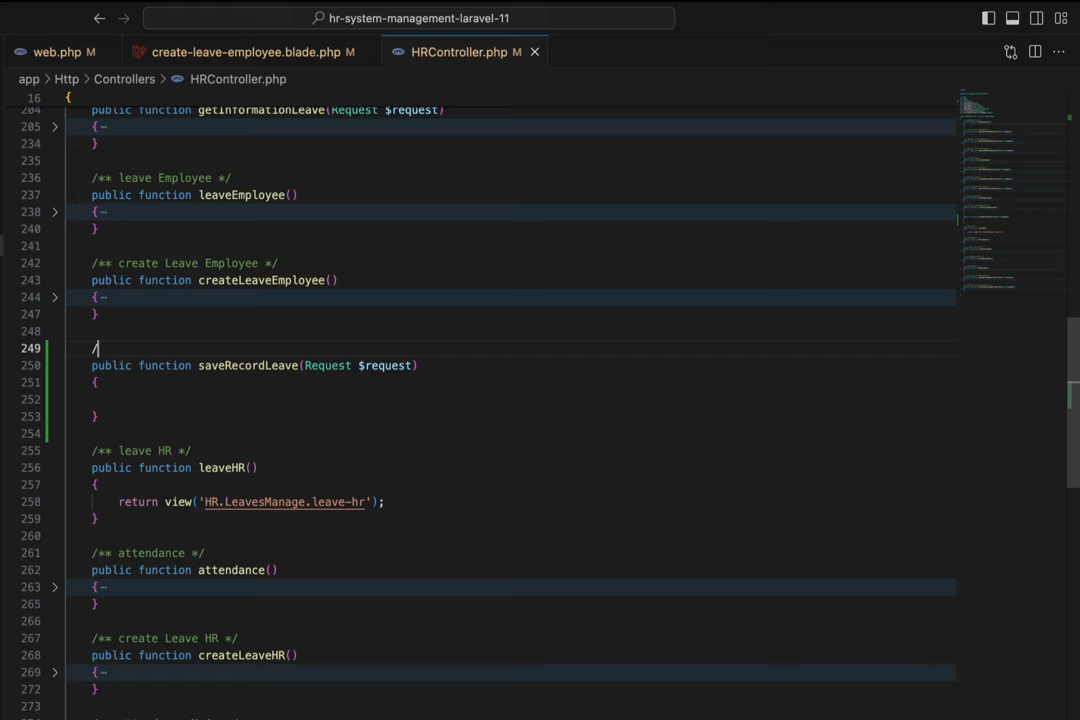 hr-system-management-laravel-11
web.php M
create-leave-employee.blade.php M
HRController.php M
app > Http > Controllers > HRController.php
16 {
204 public function getInformationLeave(Request $request)
205 {
234 }
235
236 /** leave Employee */
237 public function leaveEmployee()
238 {
240 }
241
242 /** create Leave Employee */
243 public function createLeaveEmployee()
244 {
247 }
248
249 /
250 public function saveRecordLeave(Request $request)
251 {
252
253 }
254
255 /** leave HR */
256 public function leaveHR()
257 {
258 return view('HR.LeavesManage.leave-hr');
259 }
260
261 /** attendance */
262 public function attendance()
263 {
265 }
266
267 /** create Leave HR */
268 public function createLeaveHR()
269 {
272 }
273